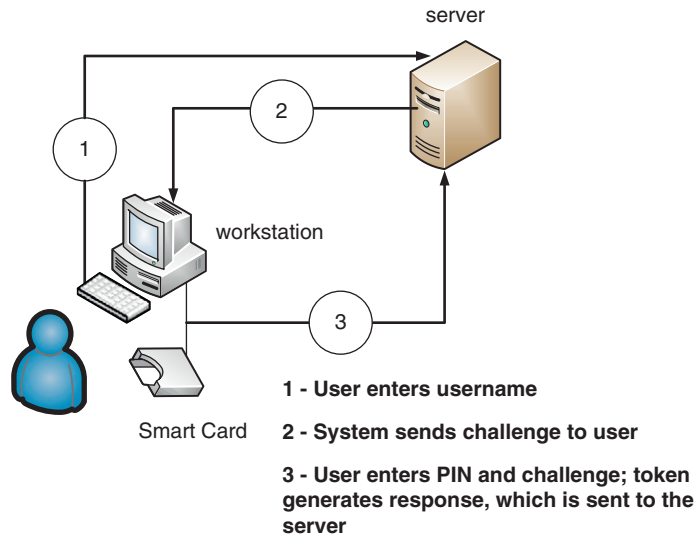 server
2
1
workstation
3
1 - User enters username
Smart Card
2 - System sends challenge to user
3 - User enters PIN and challenge; token
generates response, which is sent to the
server